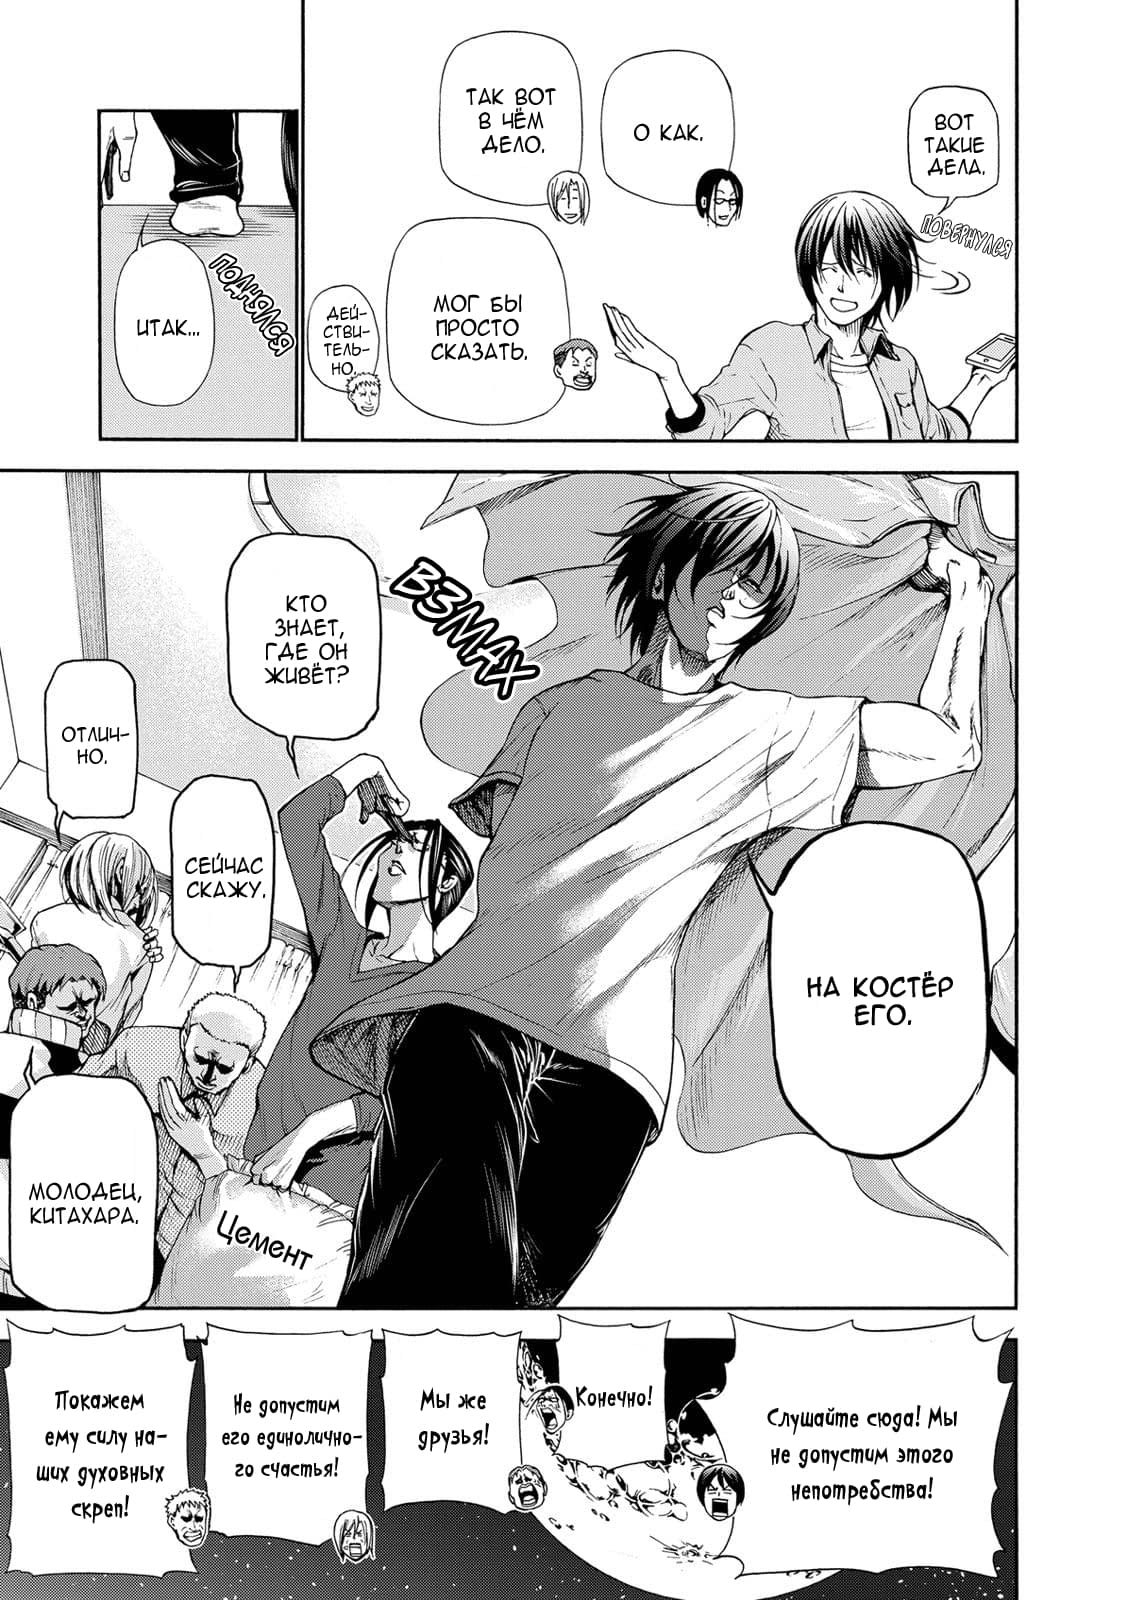 ВОТ
ТАКИЕ
ДЕЛА.
ПОВЕРНУЛСЯ
О КАК.
ТАК ВОТ
В ЧЁМ
ДЕЛО.
МОГ БЫ
ПРОСТО
СКАЗАТЬ.
ДЕЙ-
СТВИ-
ТЕЛЬ-
НО.
ПОДНЯЛСЯ
ИТАК...
НА КОСТЁР
ЕГО.
ВЗМАХ
КТО
ЗНАЕТ,
ГДЕ ОН
ЖИВЁТ?
СЕЙЧАС
СКАЖУ.
ОТЛИЧ-
НО.
МОЛОДЕЦ,
КИТАХАРА.
Цемент
Слушайте сюда! Мы
не допустим этого
непотребства!
Конечно!
Мы же
друзья!
Не допустим
его единолично-
го счастья!
Покажем
ему силу на-
ших духовных
скреп!